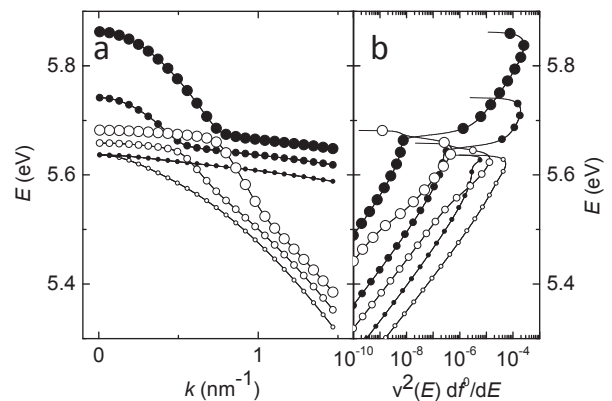 a
b
5.8
5.6
5.4
E (eV)
0
1
k (nm⁻¹)
10⁻¹⁰
10⁻⁸
10⁻⁶
10⁻⁴
v²(E) df⁰/dE
5.8
5.6
5.4
E (eV)